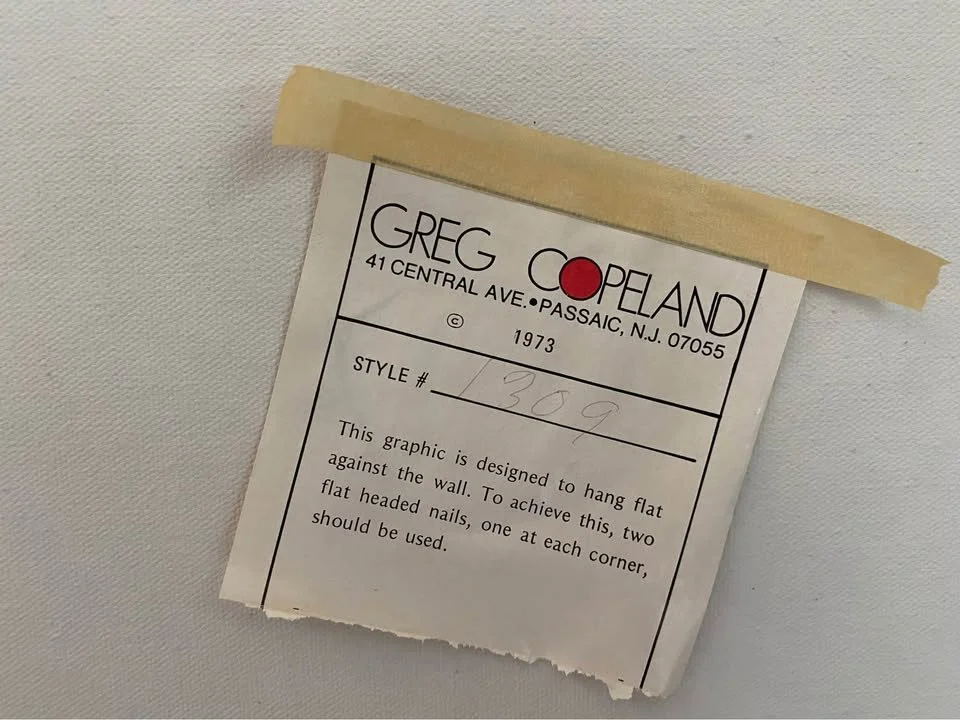 GREG COPELAND
41 CENTRAL AVE.•PASSAIC, N.J. 07055
© 1973
STYLE # 1309
This graphic is designed to hang flat
against the wall. To achieve this, two
flat headed nails, one at each corner,
should be used.